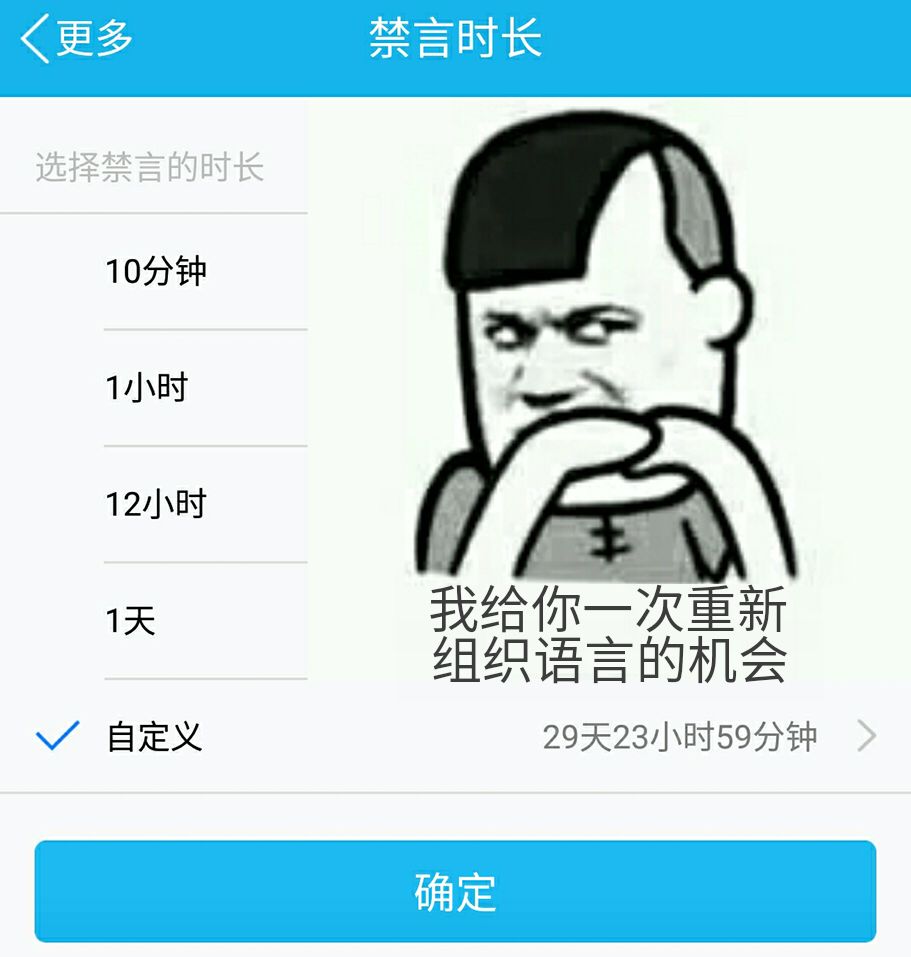 更多
禁言时长
选择禁言的时长
10分钟
1小时
12小时
1天
我给你一次重新
组织语言的机会
自定义
29天23小时59分钟
确定